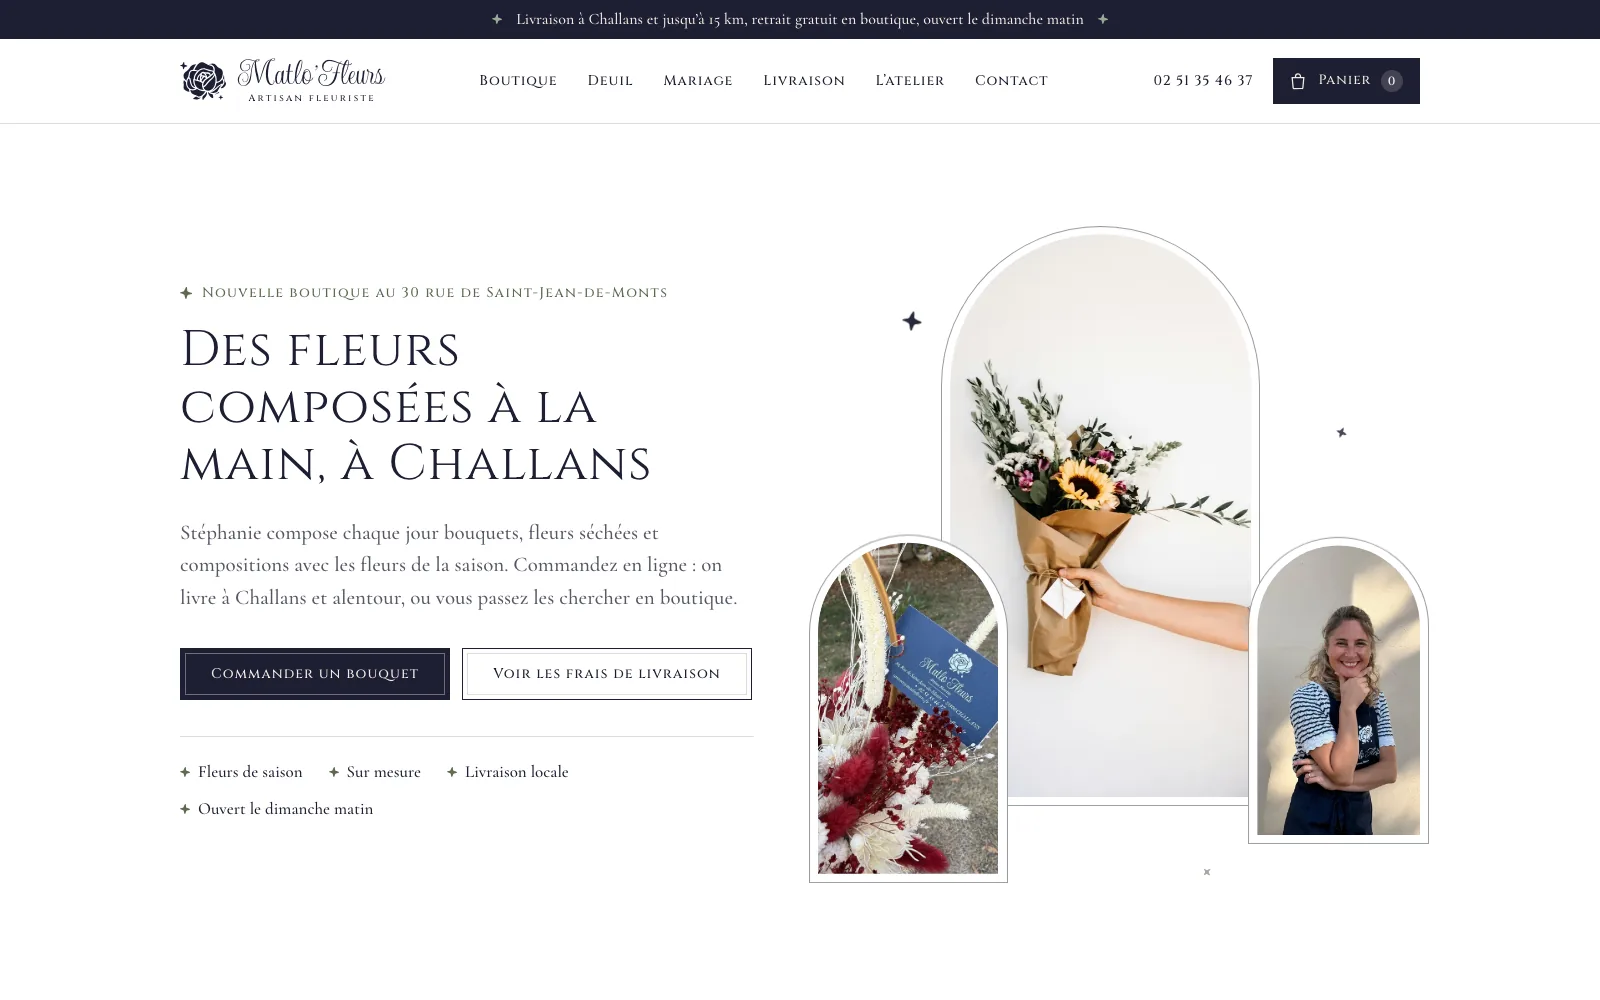 Livraison à Challans et jusqu'à 15 km, retrait gratuit en boutique, ouvert le dimanche matin
Matlo'Fleurs
Artisan fleuriste
Boutique
Deuil
Mariage
Livraison
L'atelier
Contact
02 51 35 46 37
Panier 0
Nouvelle boutique au 30 rue de Saint-Jean-de-Monts
Des fleurs
composées à la
main, à Challans
Stéphanie compose chaque jour bouquets, fleurs séchées et
compositions avec les fleurs de la saison. Commandez en ligne : on
livre à Challans et alentour, ou vous passez les chercher en boutique.
Commander un bouquet
Voir les frais de livraison
Fleurs de saison
Sur mesure
Livraison locale
Ouvert le dimanche matin
Matlo'Fleurs